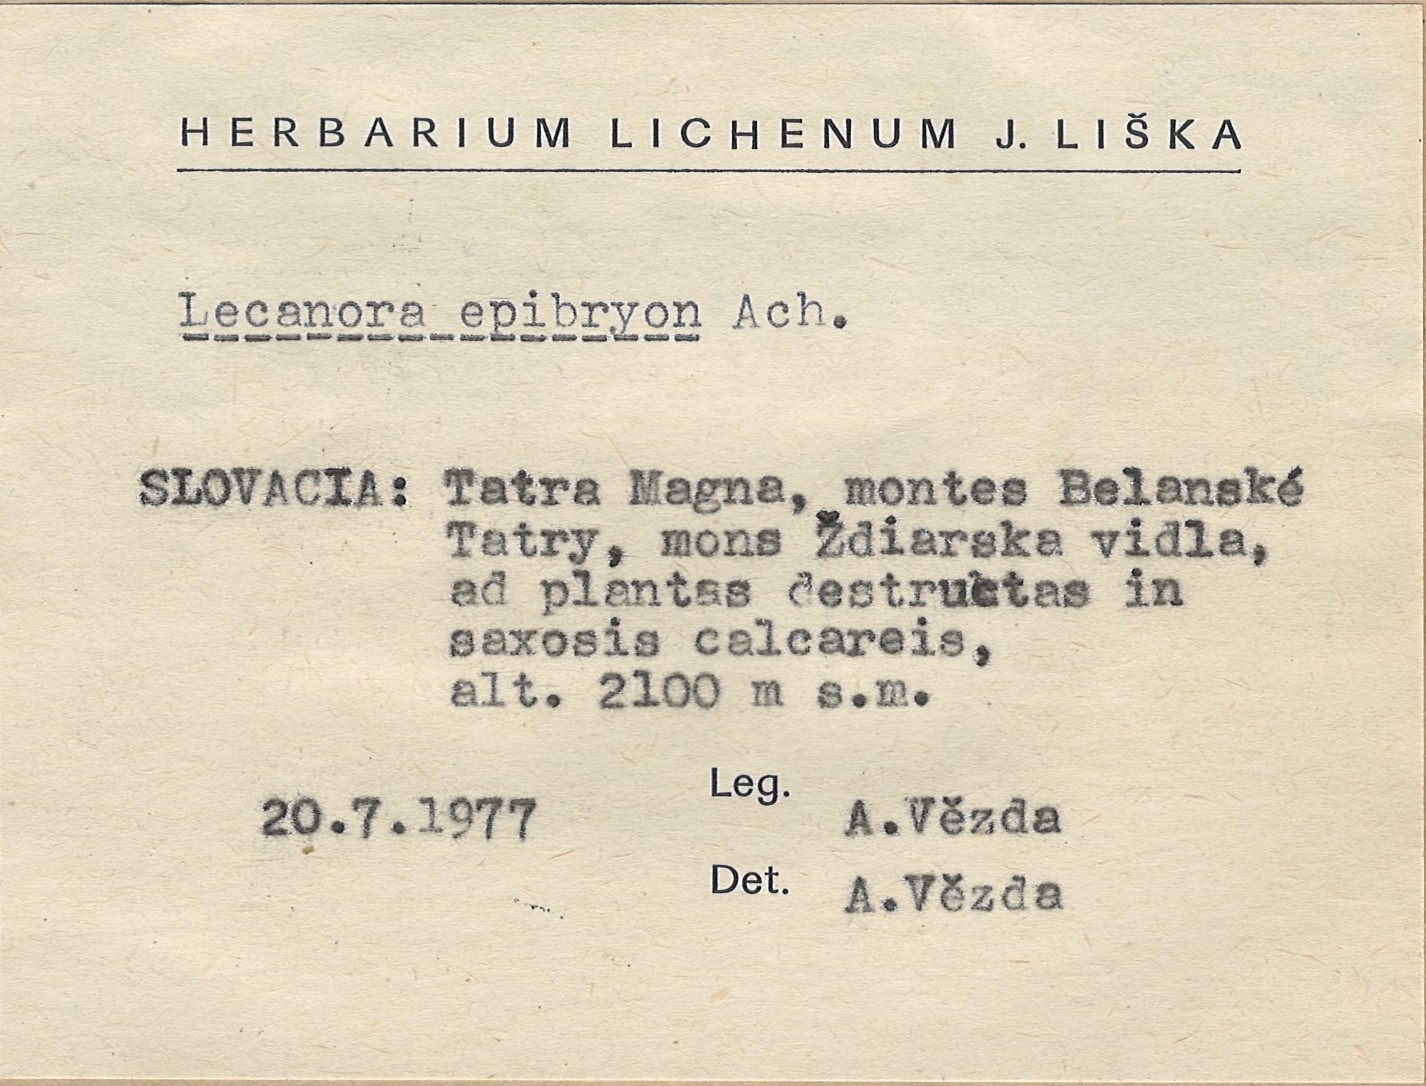 HERBARIUM LICHENUM J. LIŠKA
Lecanora epibryon Ach.
SLOVACIA: Tatra Magna, montes Belanské
Tatry, mons Ždiarska vidla,
ad plantas destructas in
saxosis calcareis,
alt. 2100 m s.m.
Leg.
20.7.1977 A.Vězda
Det. A.Vězda